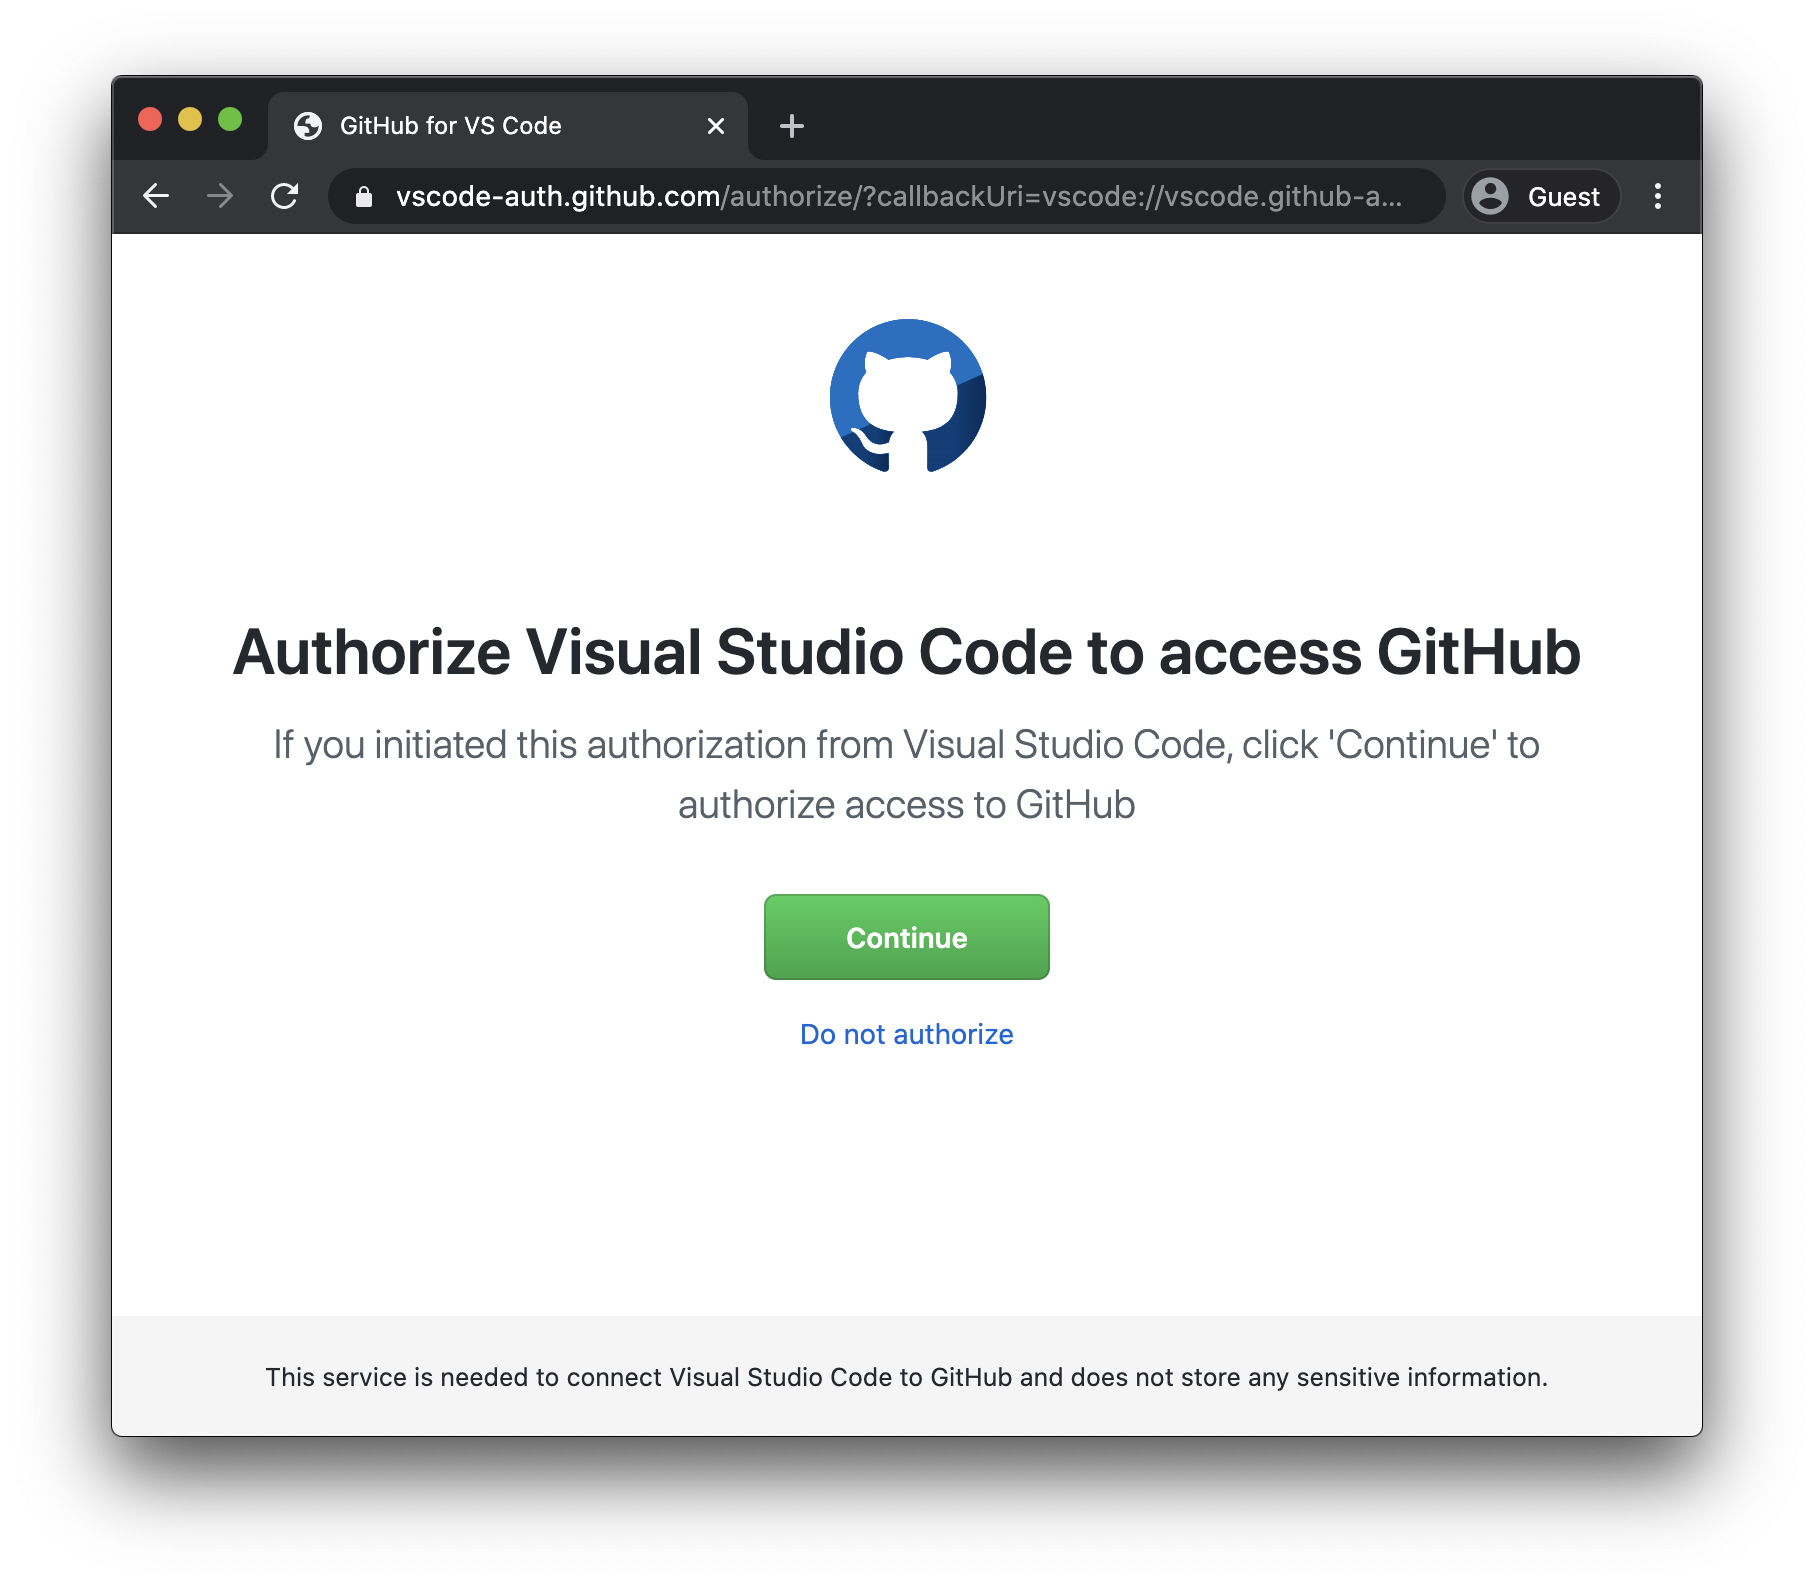 GitHub for VS Code
vscode-auth.github.com/authorize/?callbackUri=vscode://vscode.github-a...
Guest
Authorize Visual Studio Code to access GitHub
If you initiated this authorization from Visual Studio Code, click 'Continue' to
authorize access to GitHub
Continue
Do not authorize
This service is needed to connect Visual Studio Code to GitHub and does not store any sensitive information.